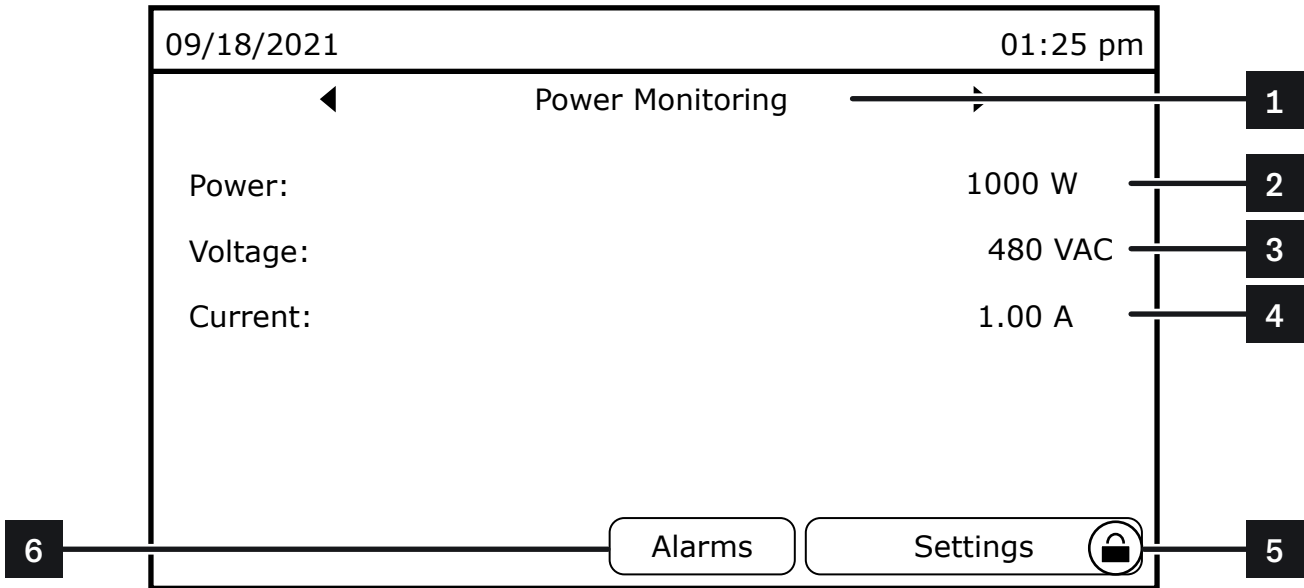 09/18/2021 01:25 pm
Power Monitoring 1
Power: 1000 W 2
Voltage: 480 VAC 3
Current: 1.00 A 4
6 Alarms Settings 5